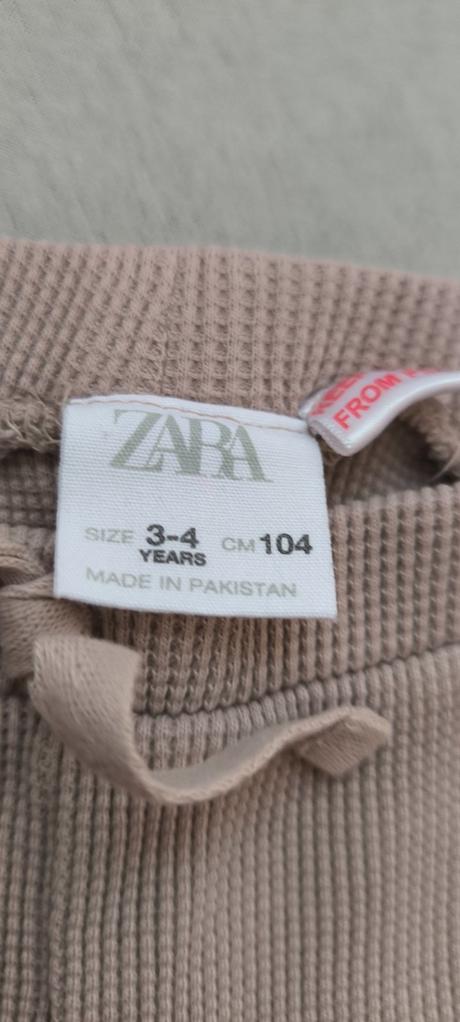 ZARA
SIZE 3-4 CM 104
YEARS
MADE IN PAKISTAN
FROM